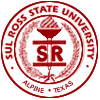 SUL ROSS STATE UNIVERSITY
SR
ALPINE • TEXAS